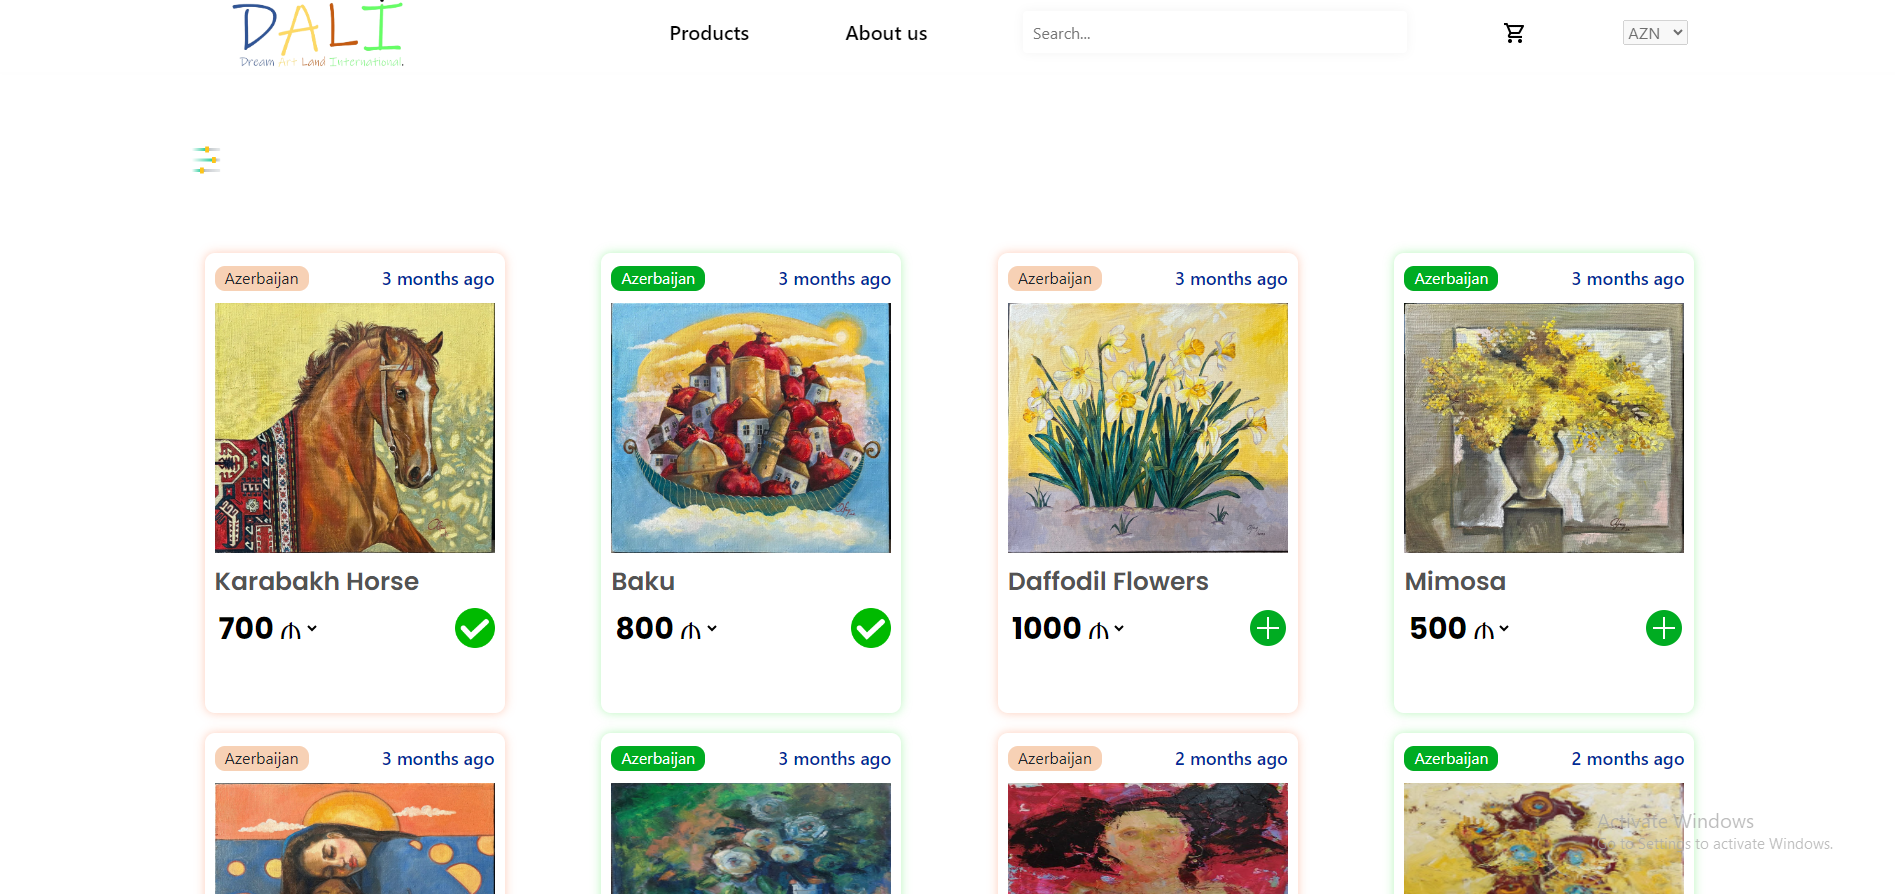 DALİ
Dream Art Land International.
Products
About us
Search...
AZN
Azerbaijan
3 months ago
Azerbaijan
3 months ago
Azerbaijan
3 months ago
Azerbaijan
3 months ago
Karabakh Horse
Baku
Daffodil Flowers
Mimosa
700 ₼
800 ₼
1000 ₼
500 ₼
Azerbaijan
3 months ago
Azerbaijan
3 months ago
Azerbaijan
2 months ago
Azerbaijan
2 months ago
Activate Windows
Go to Settings to activate Windows.